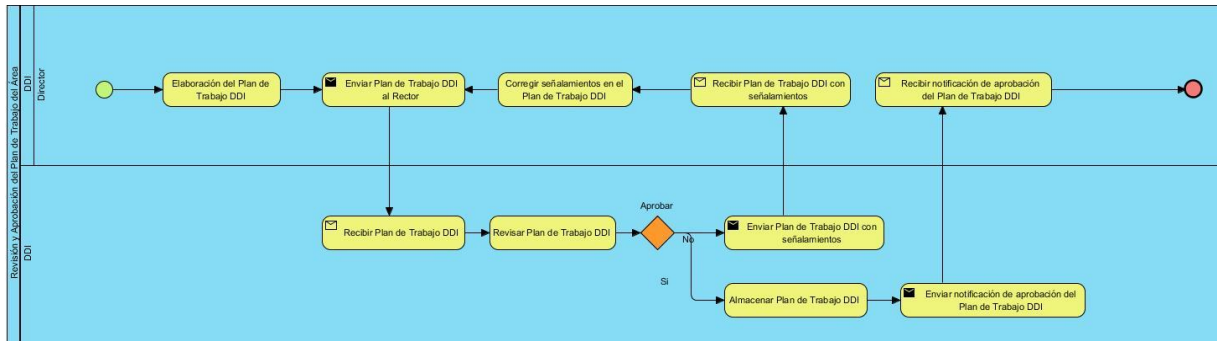 Revisión y Aprobación del Plan de Trabajo del Área
DDI
Director
Elaboración del Plan de
Trabajo DDI
Enviar Plan de Trabajo DDI
al Rector
Corregir señalamientos en el
Plan de Trabajo DDI
Recibir Plan de Trabajo DDI con
señalamientos
Recibir notificación de aprobación
del Plan de Trabajo DDI
DDI
Recibir Plan de Trabajo DDI
Revisar Plan de Trabajo DDI
Aprobar
No
Enviar Plan de Trabajo DDI con
señalamientos
Si
Almacenar Plan de Trabajo DDI
Enviar notificación de aprobación del
Plan de Trabajo DDI